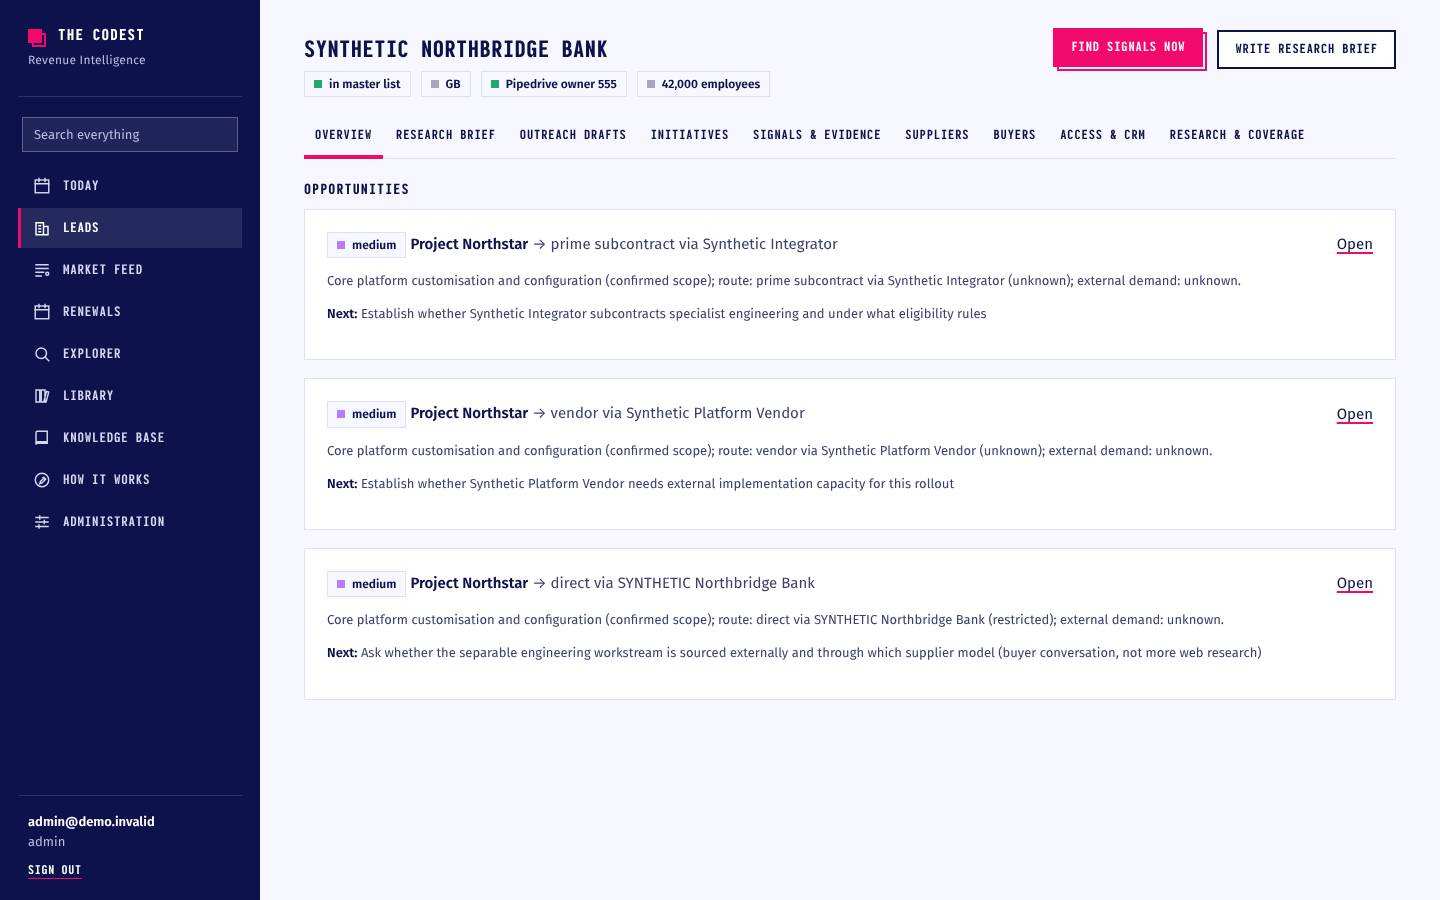 THE CODEST
Revenue Intelligence
Search everything
TODAY
LEADS
MARKET FEED
RENEWALS
EXPLORER
LIBRARY
KNOWLEDGE BASE
HOW IT WORKS
ADMINISTRATION
admin@demo.invalid
admin
SIGN OUT
SYNTHETIC NORTHBRIDGE BANK
FIND SIGNALS NOW
WRITE RESEARCH BRIEF
in master list GB Pipedrive owner 555 42,000 employees
OVERVIEW RESEARCH BRIEF OUTREACH DRAFTS INITIATIVES SIGNALS & EVIDENCE SUPPLIERS BUYERS ACCESS & CRM RESEARCH & COVERAGE
OPPORTUNITIES
medium Project Northstar → prime subcontract via Synthetic Integrator Open
Core platform customisation and configuration (confirmed scope); route: prime subcontract via Synthetic Integrator (unknown); external demand: unknown.
Next: Establish whether Synthetic Integrator subcontracts specialist engineering and under what eligibility rules
medium Project Northstar → vendor via Synthetic Platform Vendor Open
Core platform customisation and configuration (confirmed scope); route: vendor via Synthetic Platform Vendor (unknown); external demand: unknown.
Next: Establish whether Synthetic Platform Vendor needs external implementation capacity for this rollout
medium Project Northstar → direct via SYNTHETIC Northbridge Bank Open
Core platform customisation and configuration (confirmed scope); route: direct via SYNTHETIC Northbridge Bank (restricted); external demand: unknown.
Next: Ask whether the separable engineering workstream is sourced externally and through which supplier model (buyer conversation, not more web research)